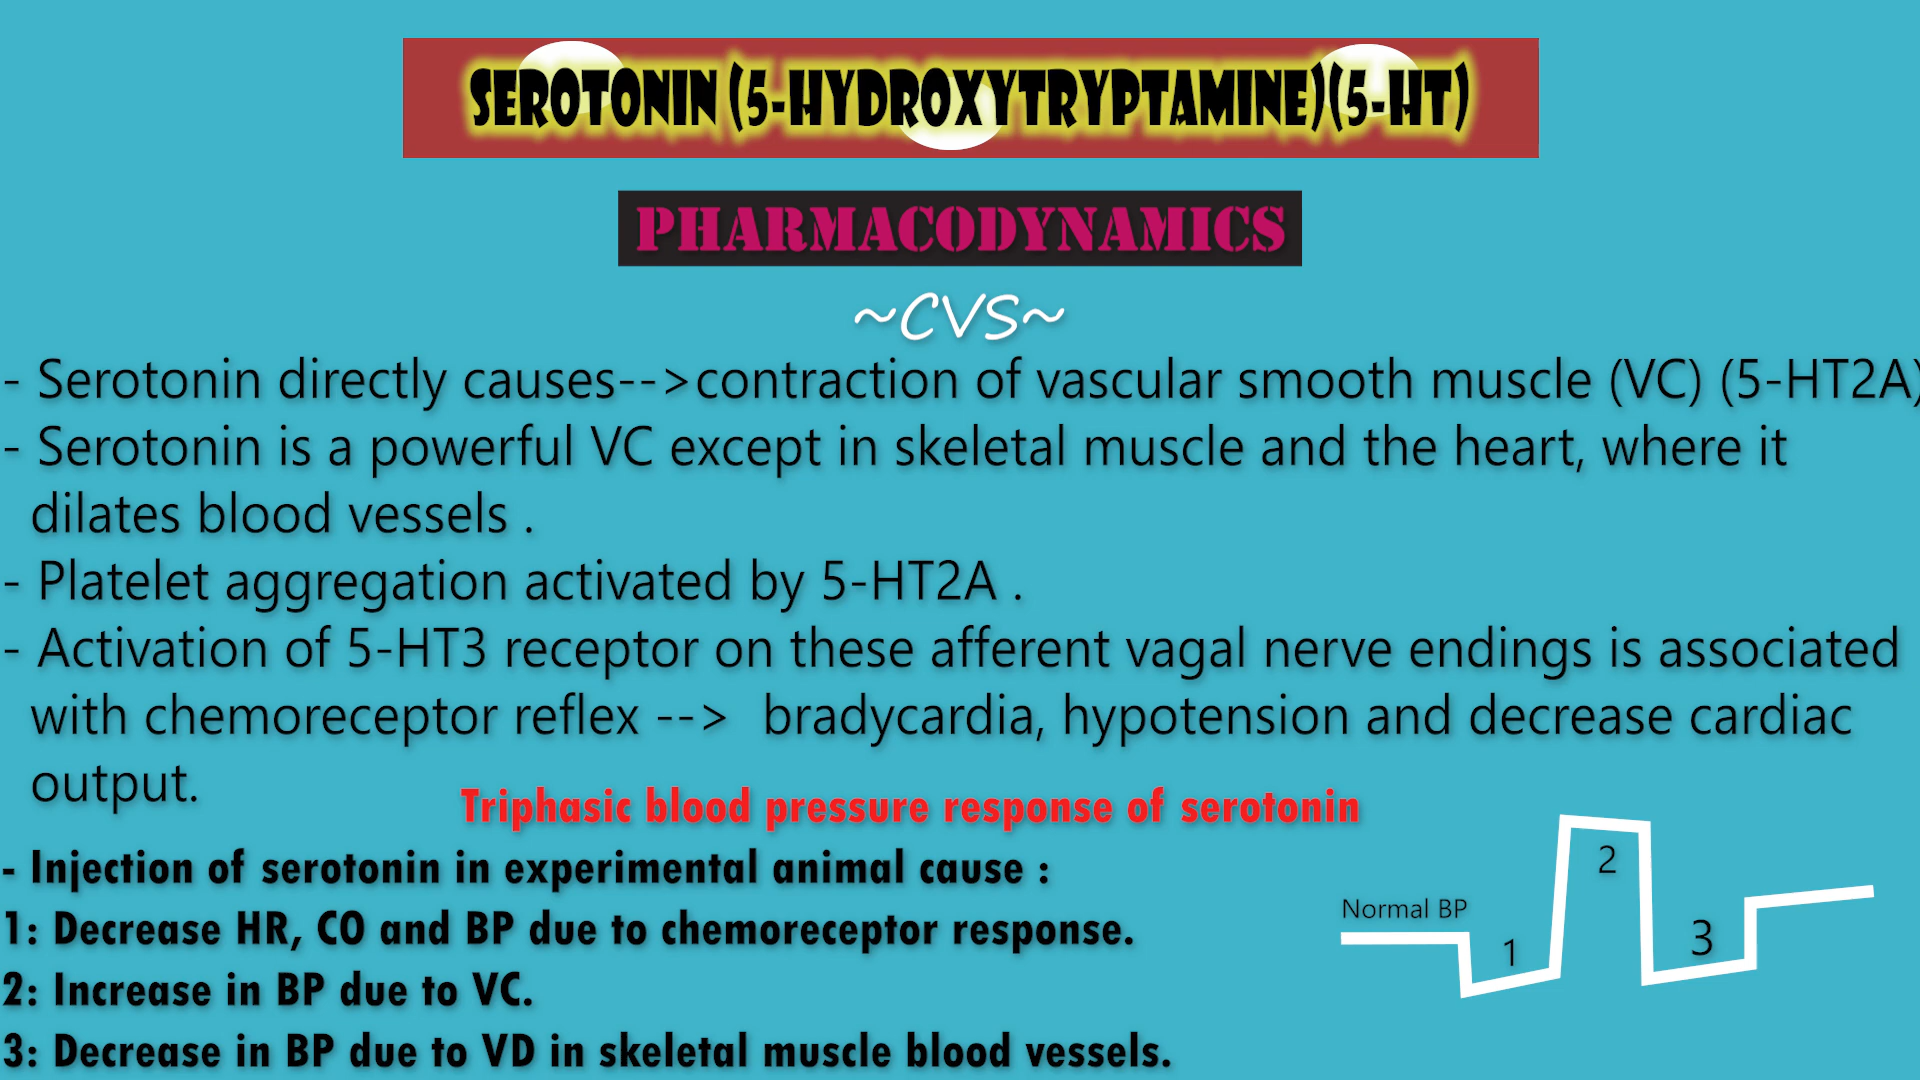 SEROTONIN (5-HYDROXYTRYPTAMINE)(5-HT)
PHARMACODYNAMICS
~CVS~
- Serotonin directly causes-->contraction of vascular smooth muscle (VC) (5-HT2A)
- Serotonin is a powerful VC except in skeletal muscle and the heart, where it
dilates blood vessels .
- Platelet aggregation activated by 5-HT2A .
- Activation of 5-HT3 receptor on these afferent vagal nerve endings is associated
with chemoreceptor reflex --> bradycardia, hypotension and decrease cardiac
output.
Triphasic blood pressure response of serotonin
- Injection of serotonin in experimental animal cause :
1: Decrease HR, CO and BP due to chemoreceptor response.
2: Increase in BP due to VC.
3: Decrease in BP due to VD in skeletal muscle blood vessels.
Normal BP
1
2
3